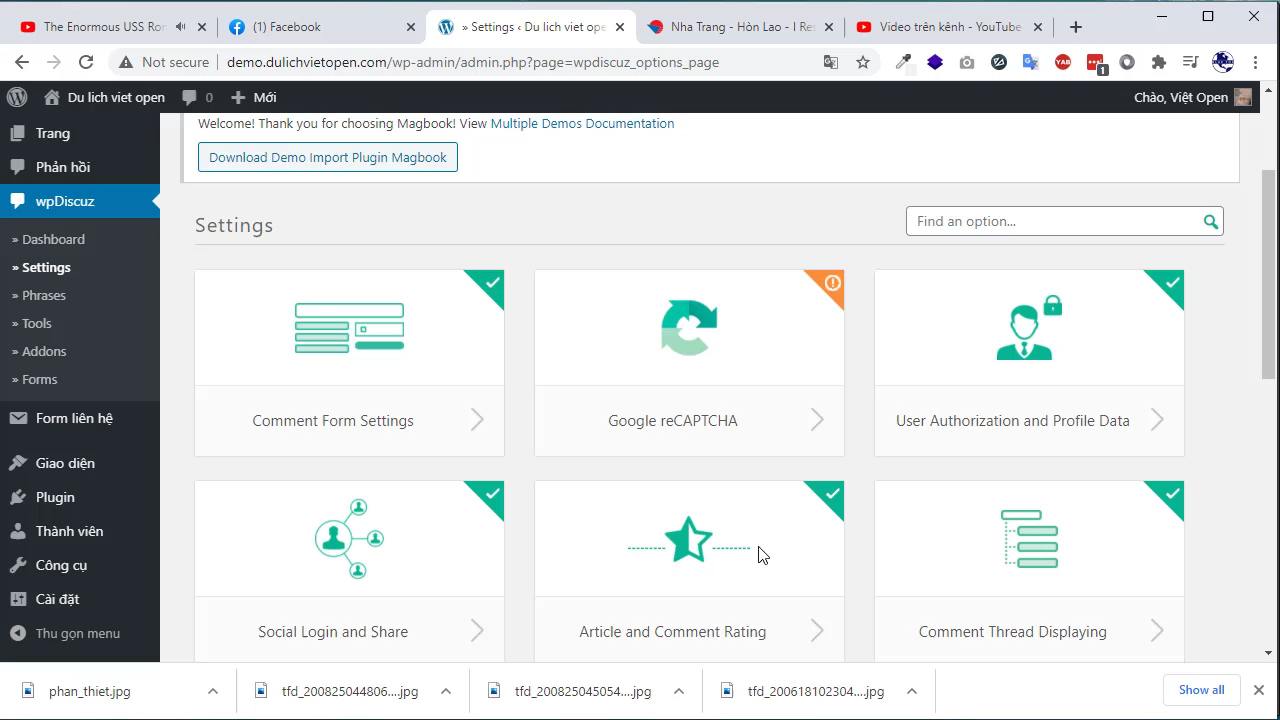 The Enormous USS Ror
(1) Facebook
» Settings ‹ Du lich viet ope
Nha Trang - Hòn Lao - I Res
Video trên kênh - YouTube
Not secure
demo.dulichvietopen.com/wp-admin/admin.php?page=wpdiscuz_options_page
YAB
1
Du lich viet open
0
Mới
Chào, Việt Open
Trang
Phản hồi
wpDiscuz
» Dashboard
» Settings
» Phrases
» Tools
» Addons
» Forms
Form liên hệ
Giao diện
Plugin
Thành viên
Công cụ
Cài đặt
Thu gọn menu
Welcome! Thank you for choosing Magbook! View Multiple Demos Documentation
Download Demo Import Plugin Magbook
Settings
Find an option...
Comment Form Settings
Google reCAPTCHA
User Authorization and Profile Data
Social Login and Share
Article and Comment Rating
Comment Thread Displaying
phan_thiet.jpg
tfd_200825044806....jpg
tfd_200825045054....jpg
tfd_200618102304....jpg
Show all